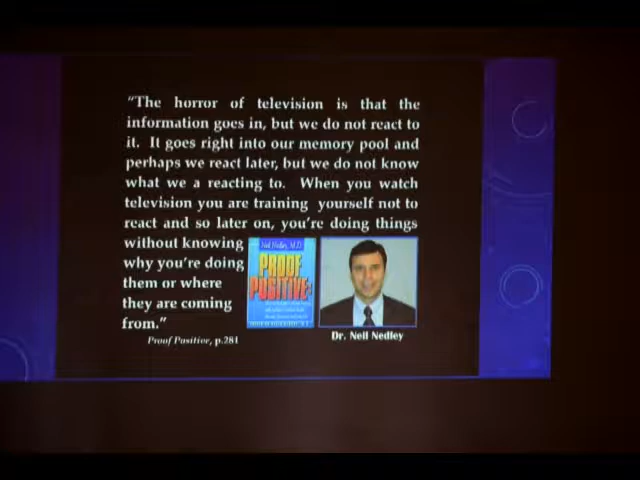 "The horror of television is that the
information goes in, but we do not react to
it. It goes right into our memory pool and
perhaps we react later, but we do not know
what we a reacting to. When you watch
television you are training yourself not to
react and so later on, you're doing things
without knowing
why you're doing
them or where
they are coming
from."
Proof Positive, p.281
Neil Nedley, M.D.
PROOF
POSITIVE
Dr. Neil Nedley